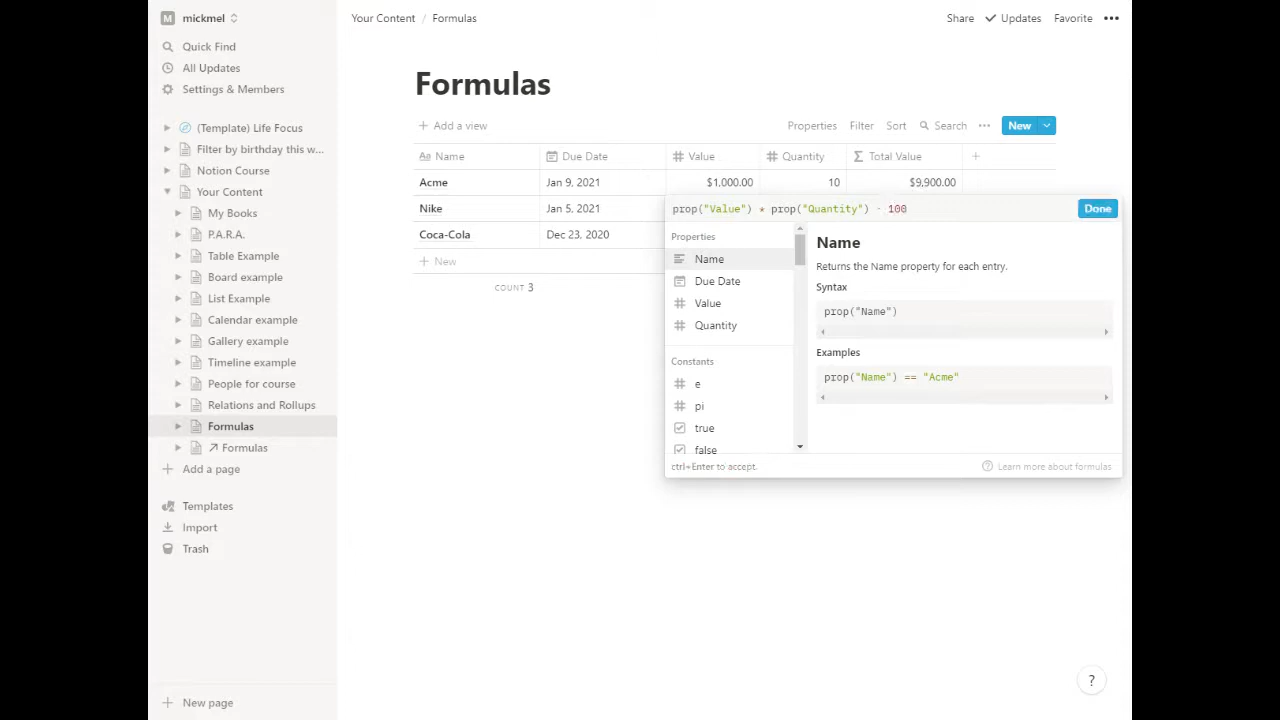 M mickmel
Quick Find
All Updates
Settings & Members
(Template) Life Focus
Filter by birthday this w...
Notion Course
Your Content
My Books
P.A.R.A.
Table Example
Board example
List Example
Calendar example
Gallery example
Timeline example
People for course
Relations and Rollups
Formulas
Formulas
Add a page
Templates
Import
Trash
New page
Your Content / Formulas
Share Updates Favorite
Formulas
Add a view
Properties Filter Sort Search New
Aa Name Due Date Value Quantity Σ Total Value
Acme Jan 9, 2021 $1,000.00 10 $9,900.00
Nike Jan 5, 2021
Coca-Cola Dec 23, 2020
New
COUNT 3
prop("Value") * prop("Quantity") - 100 Done
Properties
Name
Due Date
Value
Quantity
Constants
e
pi
true
false
Name
Returns the Name property for each entry.
Syntax
prop("Name")
Examples
prop("Name") == "Acme"
ctrl+Enter to accept.
? Learn more about formulas
?